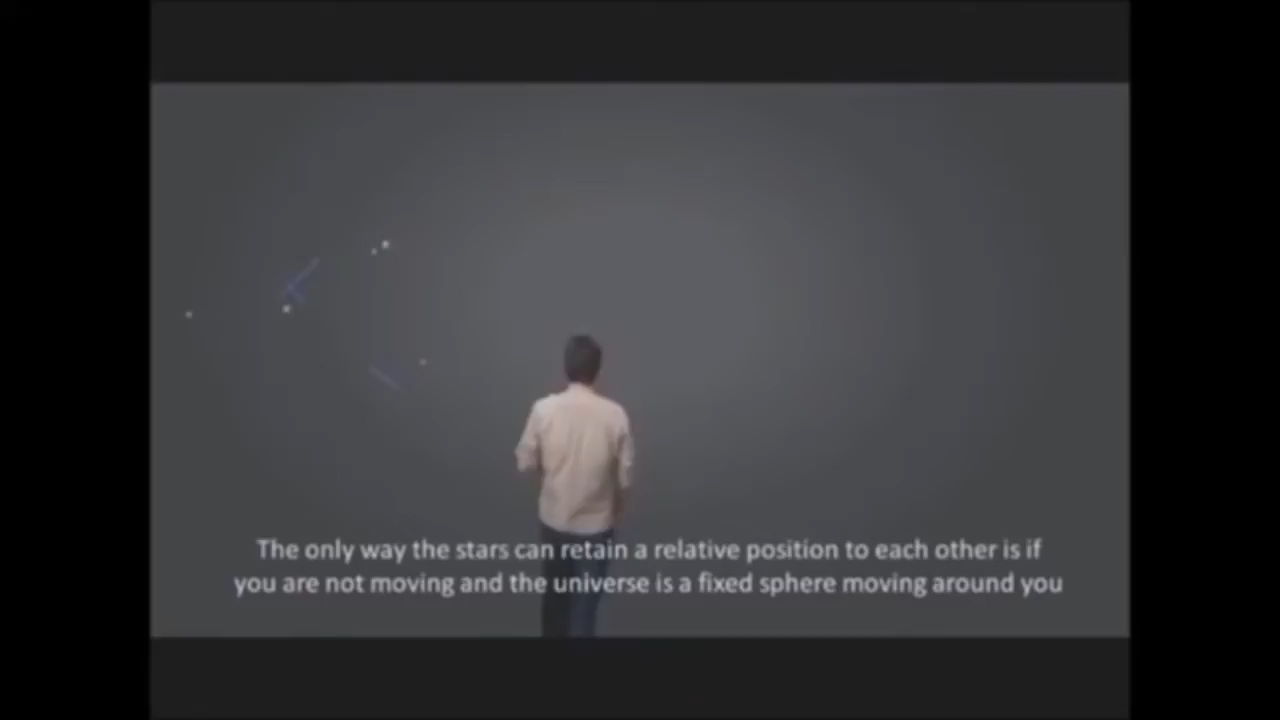 The only way the stars can retain a relative position to each other is if
you are not moving and the universe is a fixed sphere moving around you